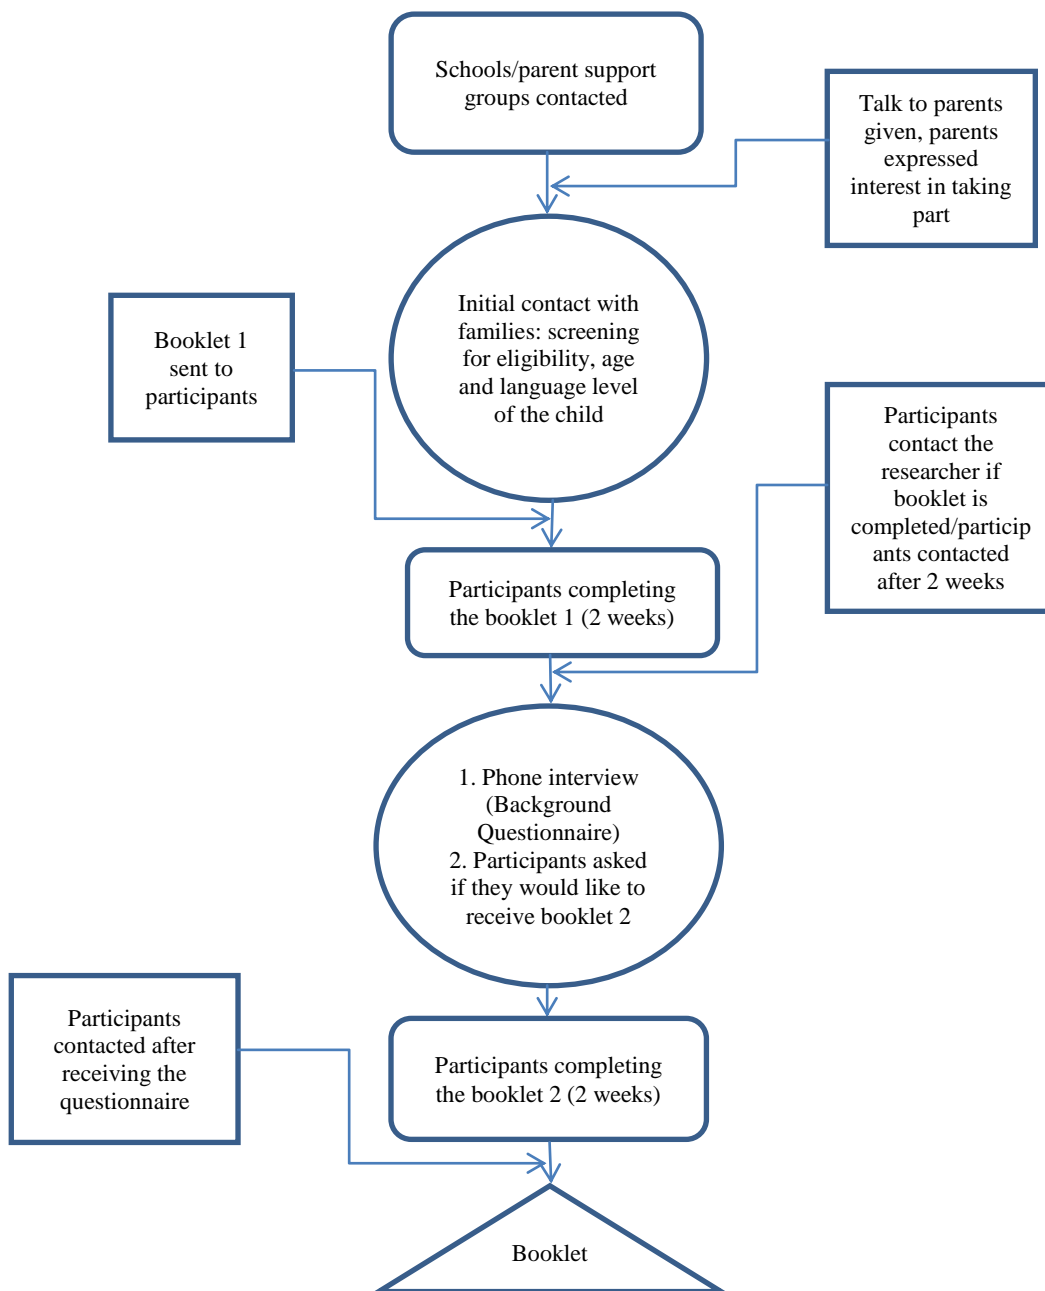 Schools/parent support
groups contacted
Talk to parents
given, parents
expressed
interest in taking
part
Initial contact with
families: screening
for eligibility, age
and language level
of the child
Booklet 1
sent to
participants
Participants
contact the
researcher if
booklet is
completed/particip
ants contacted
after 2 weeks
Participants completing
the booklet 1 (2 weeks)
1. Phone interview
(Background
Questionnaire)
2. Participants asked
if they would like to
receive booklet 2
Participants
contacted after
receiving the
questionnaire
Participants completing
the booklet 2 (2 weeks)
Booklet